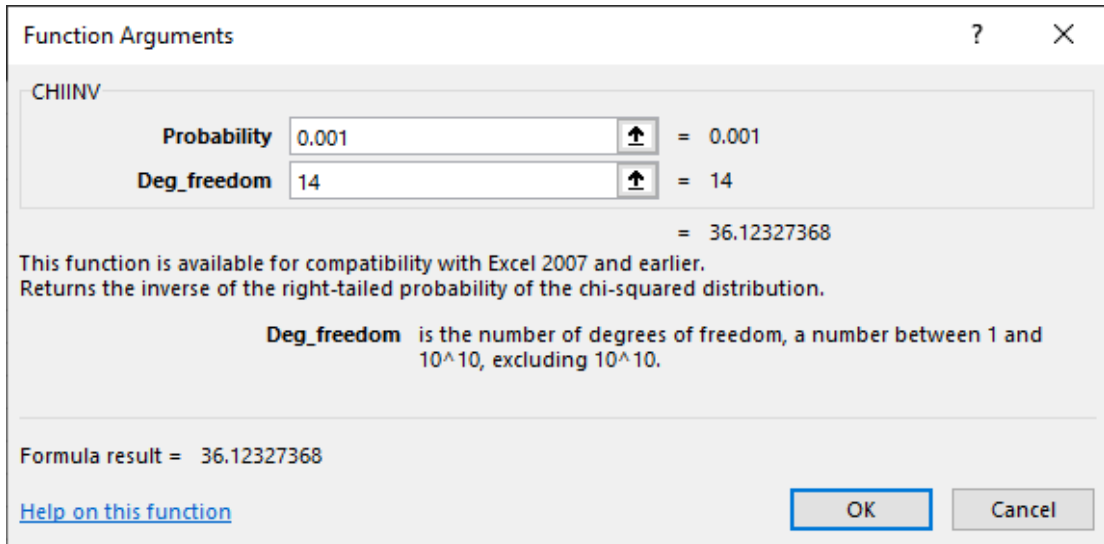 Function Arguments ?
CHIINV
Probability 0.001 = 0.001
Deg_freedom 14 = 14
= 36.12327368
This function is available for compatibility with Excel 2007 and earlier.
Returns the inverse of the right-tailed probability of the chi-squared distribution.
Deg_freedom is the number of degrees of freedom, a number between 1 and
10^10, excluding 10^10.
Formula result = 36.12327368
Help on this function OK Cancel